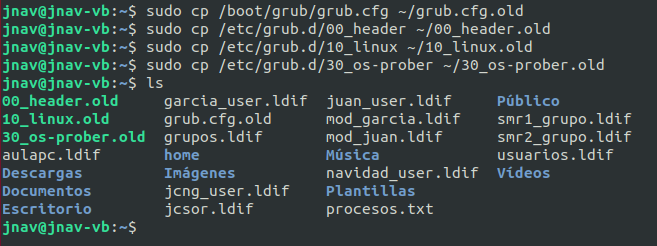 jnav@jnav-vb:~$ sudo cp /boot/grub/grub.cfg ~/grub.cfg.old
jnav@jnav-vb:~$ sudo cp /etc/grub.d/00_header ~/00_header.old
jnav@jnav-vb:~$ sudo cp /etc/grub.d/10_linux ~/10_linux.old
jnav@jnav-vb:~$ sudo cp /etc/grub.d/30_os-prober ~/30_os-prober.old
jnav@jnav-vb:~$ ls
00_header.old garcia_user.ldif juan_user.ldif Público
10_linux.old grub.cfg.old mod_garcia.ldif smr1_grupo.ldif
30_os-prober.old grupos.ldif mod_juan.ldif smr2_grupo.ldif
aulapc.ldif home Música usuarios.ldif
Descargas Imágenes navidad_user.ldif Vídeos
Documentos jcng_user.ldif Plantillas
Escritorio jcsor.ldif procesos.txt
jnav@jnav-vb:~$